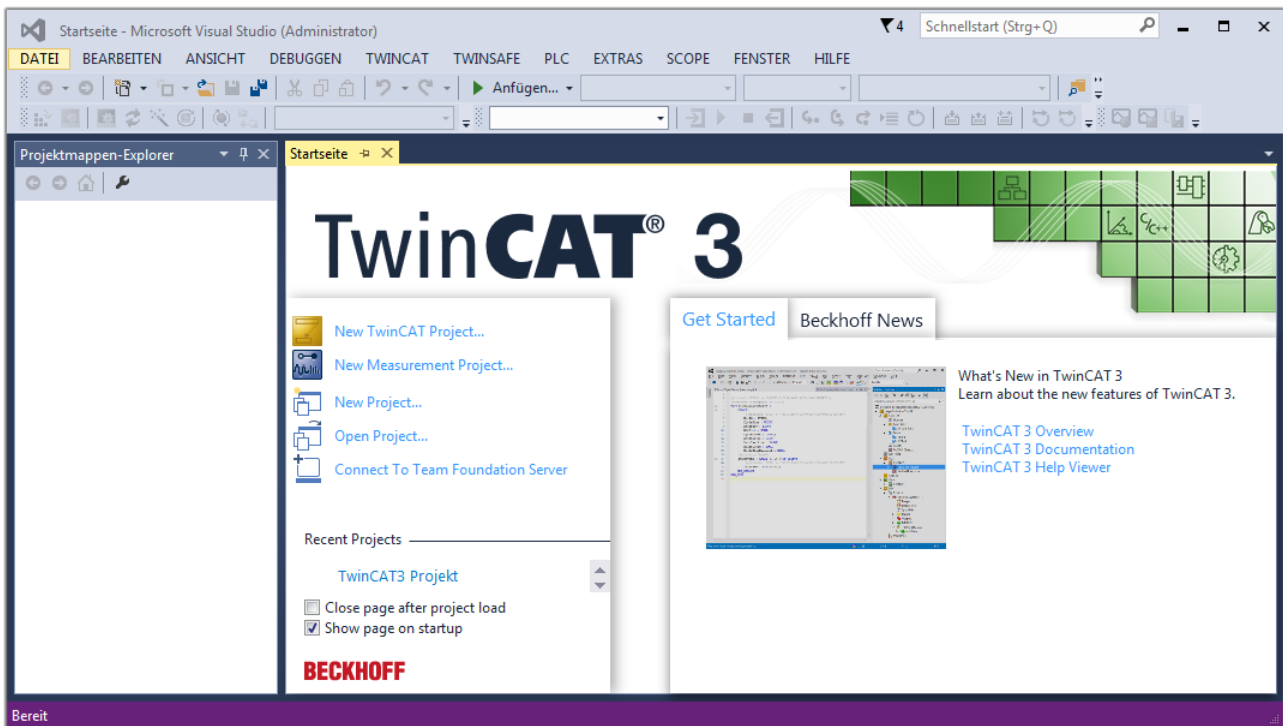 Startseite - Microsoft Visual Studio (Administrator)
4
Schnellstart (Strg+Q)
DATEI BEARBEITEN ANSICHT DEBUGGEN TWINCAT TWINSAFE PLC EXTRAS SCOPE FENSTER HILFE
Anfügen...
Projektmappen-Explorer
Startseite
TwinCAT® 3
C/C++
New TwinCAT Project...
New Measurement Project...
New Project...
Open Project...
Connect To Team Foundation Server
Recent Projects
TwinCAT3 Projekt
Close page after project load
Show page on startup
BECKHOFF
Get Started
Beckhoff News
What's New in TwinCAT 3
Learn about the new features of TwinCAT 3.
TwinCAT 3 Overview
TwinCAT 3 Documentation
TwinCAT 3 Help Viewer
Bereit